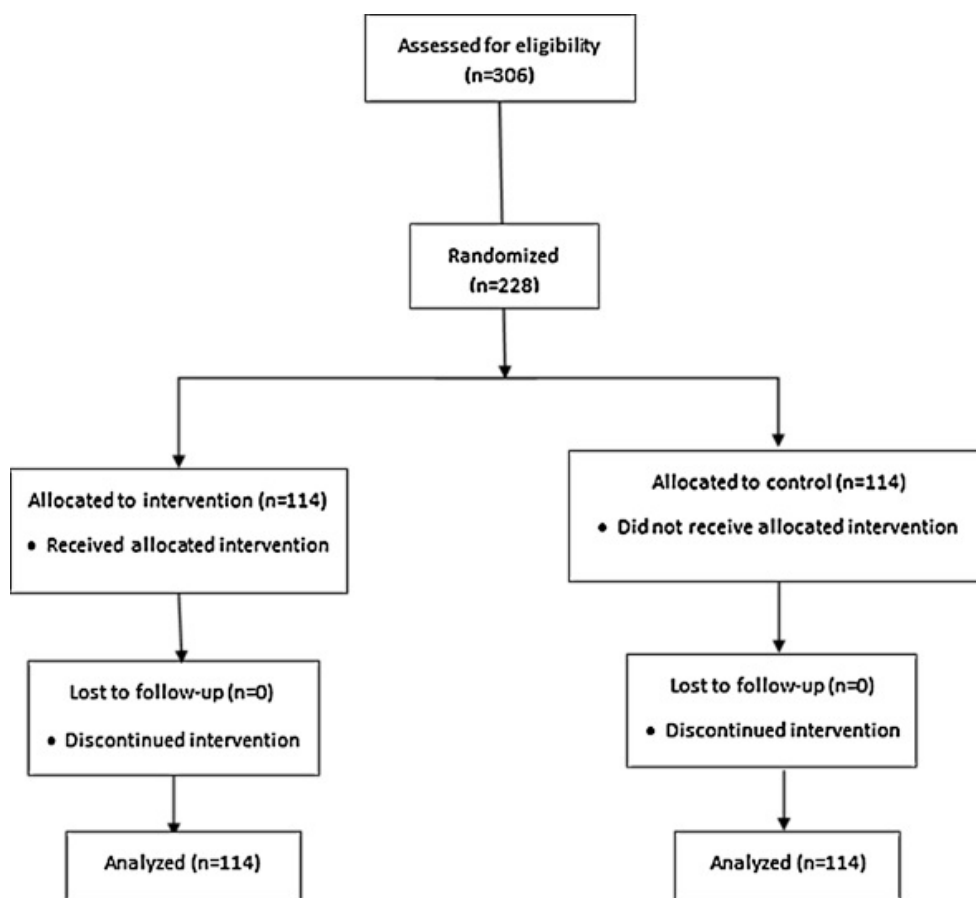 Assessed for eligibility
(n=306)
Randomized
(n=228)
Allocated to intervention (n=114)
• Received allocated intervention
Allocated to control (n=114)
• Did not receive allocated intervention
Lost to follow-up (n=0)
• Discontinued intervention
Lost to follow-up (n=0)
• Discontinued intervention
Analyzed (n=114)
Analyzed (n=114)